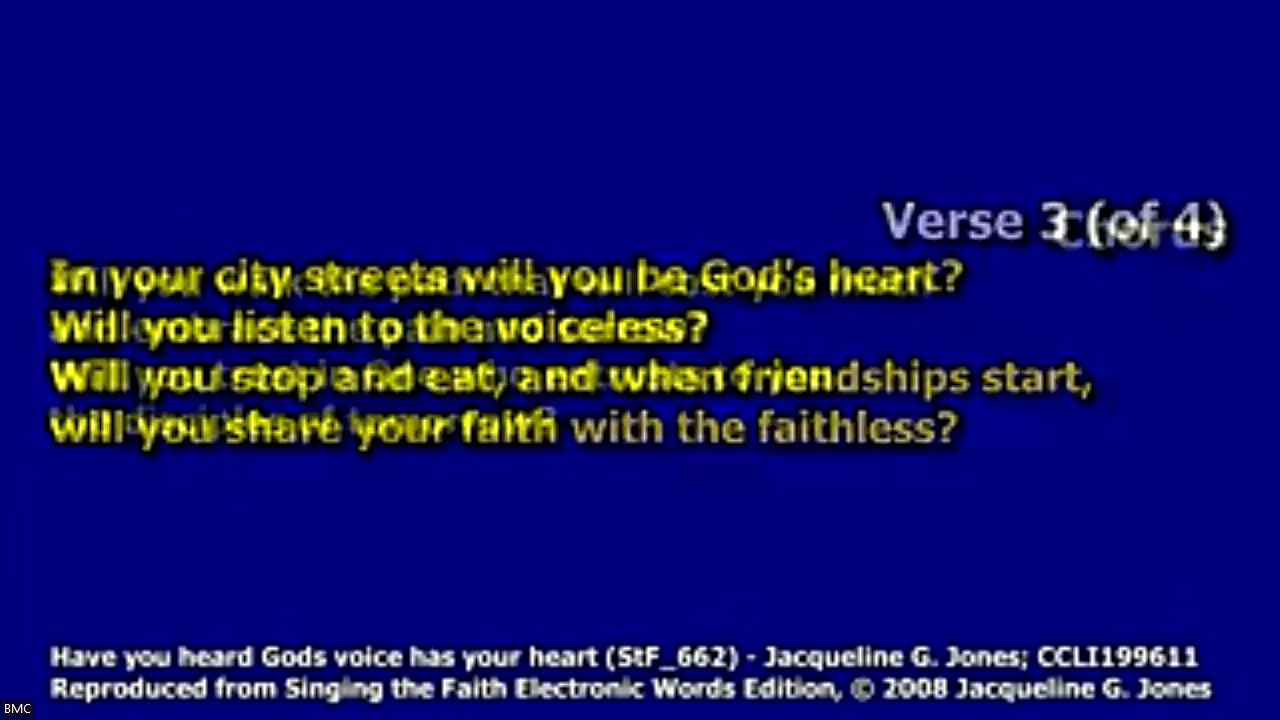 Verse 3 (of 4)
Chorus
In your city streets will you be God's heart?
Will you listen to the voiceless?
Will you stop and eat, and when friendships start,
will you share your faith with the faithless?
Have you heard Gods voice has your heart (StF_662) - Jacqueline G. Jones; CCLI199611
Reproduced from Singing the Faith Electronic Words Edition, © 2008 Jacqueline G. Jones
BMC